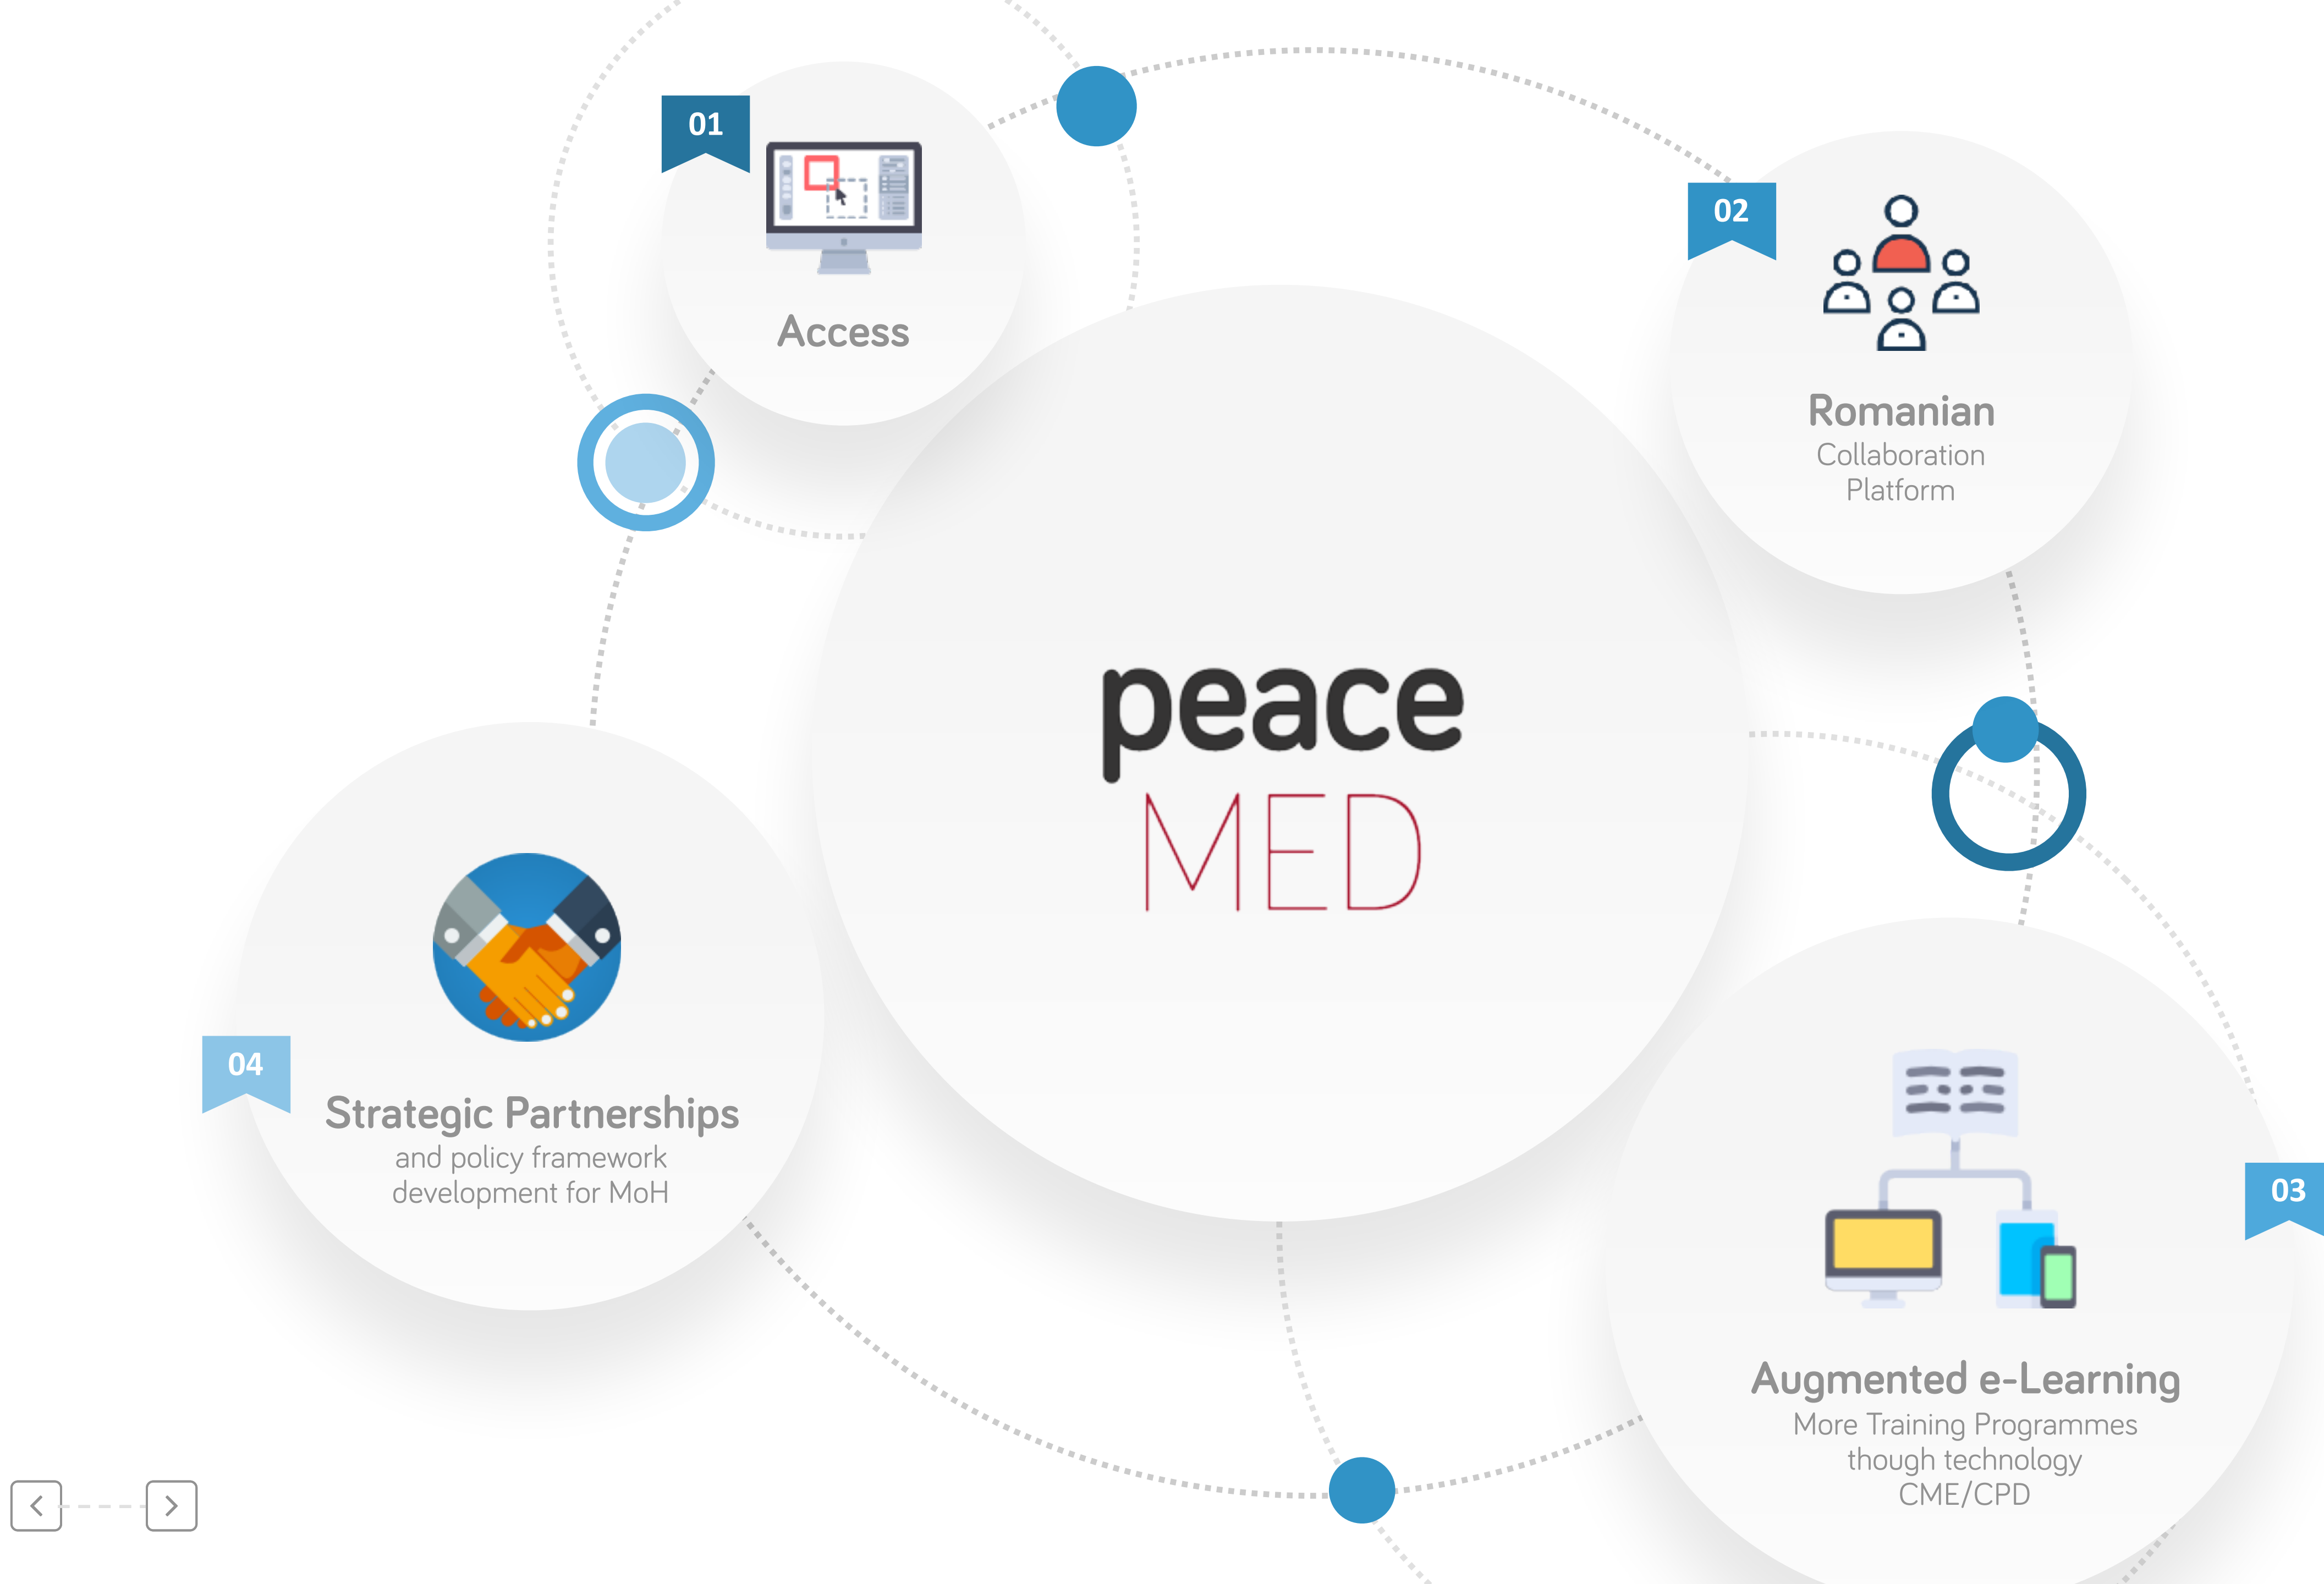 peace
MED
01
Access
02
Romanian
Collaboration
Platform
03
Augmented e-Learning
More Training Programmes
though technology
CME/CPD
04
Strategic Partnerships
and policy framework
development for MoH